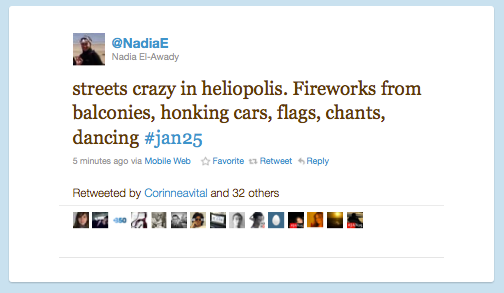 @NadiaE
Nadia El-Awady
streets crazy in heliopolis. Fireworks from
balconies, honking cars, flags, chants,
dancing #jan25
5 minutes ago via Mobile Web Favorite Retweet Reply
Retweeted by Corinneavital and 32 others